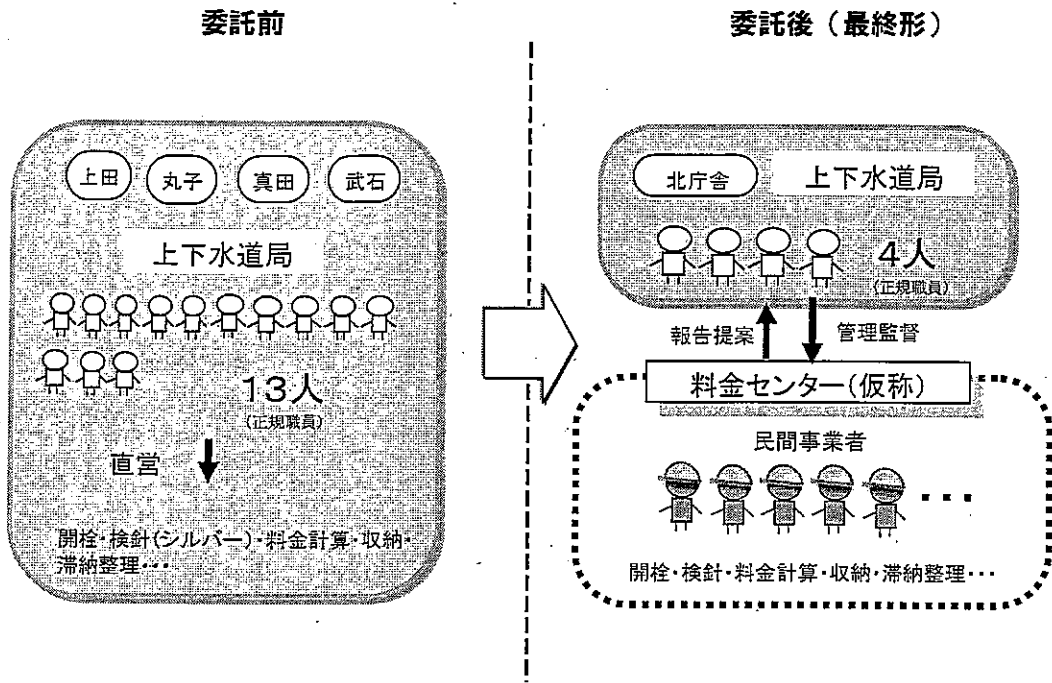 委託前
上田 丸子 真田 武石
上下水道局
13人
(正規職員)
直営
開栓・検針(シルバー)・料金計算・収納・
滞納整理・・・
委託後(最終形)
北庁舎
上下水道局
4人
(正規職員)
報告提案
管理監督
料金センター(仮称)
民間事業者
開栓・検針・料金計算・収納・滞納整理・・・